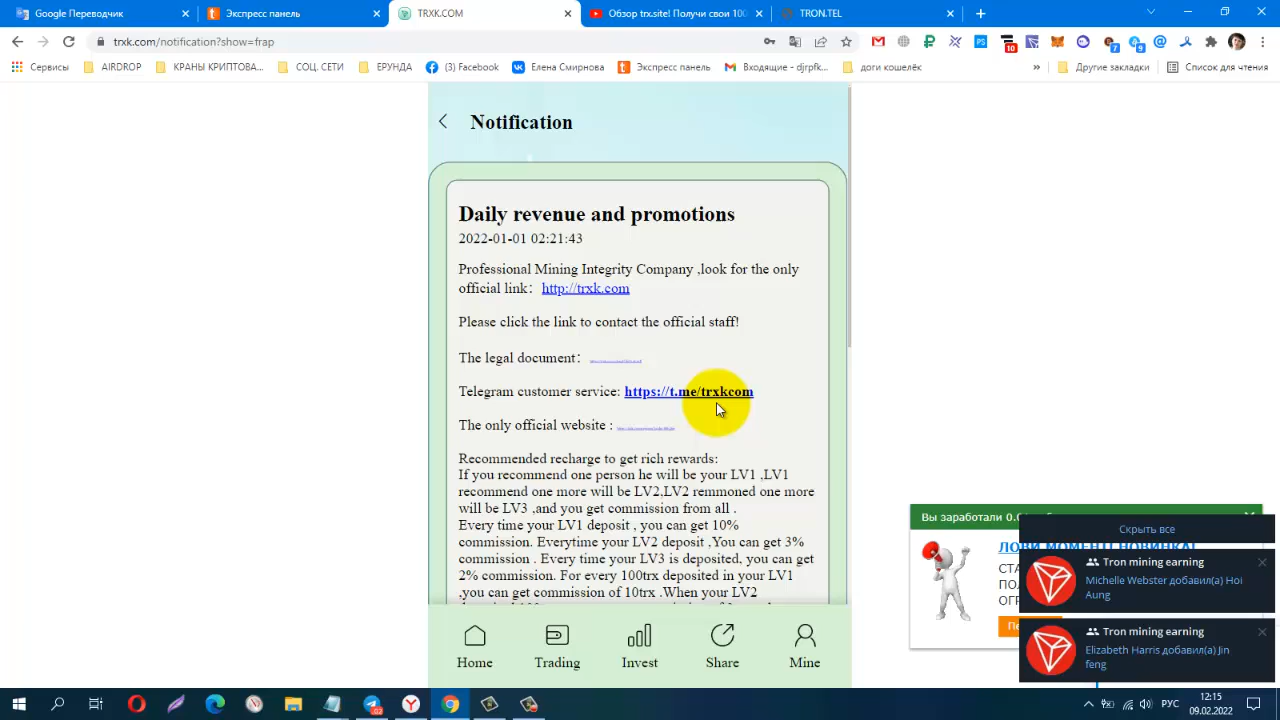 Google Переводчик
Экспресс панель
TRXK.COM
Обзор trx.site! Получи свои 100
TRON.TEL
trxk.com/notification?show=frap
10
7
9
Сервисы
AIRDROP
КРАНЫ КРИПТОВА...
СОЦ. СЕТИ
ЕРУНДА
(3) Facebook
Елена Смирнова
Экспресс панель
Входящие - djrpfk...
доги кошелёк
»
Другие закладки
Список для чтения
Notification
Daily revenue and promotions
2022-01-01 02:21:43
Professional Mining Integrity Company ,look for the only
official link： http://trxk.com
Please click the link to contact the official staff!
The legal document：
Telegram customer service: https://t.me/trxkcom
The only official website :
Recommended recharge to get rich rewards:
If you recommend one person he will be your LV1 ,LV1
recommend one more will be LV2,LV2 remmoned one more
will be LV3 ,and you get commission from all .
Every time your LV1 deposit , you can get 10%
commission. Everytime your LV2 deposit ,You can get 3%
commission . Every time your LV3 is deposited, you can get
2% commission. For every 100trx deposited in your LV1
,you can get commission of 10trx .When your LV2
Home
Trading
Invest
Share
Mine
Вы заработали 0.0
ЛОВИ МОМЕНТ! НОВИНКА!
Скрыть все
Tron mining earning
Michelle Webster добавил(а) Hoi
Aung
Tron mining earning
Elizabeth Harris добавил(а) Jin
feng
РУС
12:15
09.02.2022